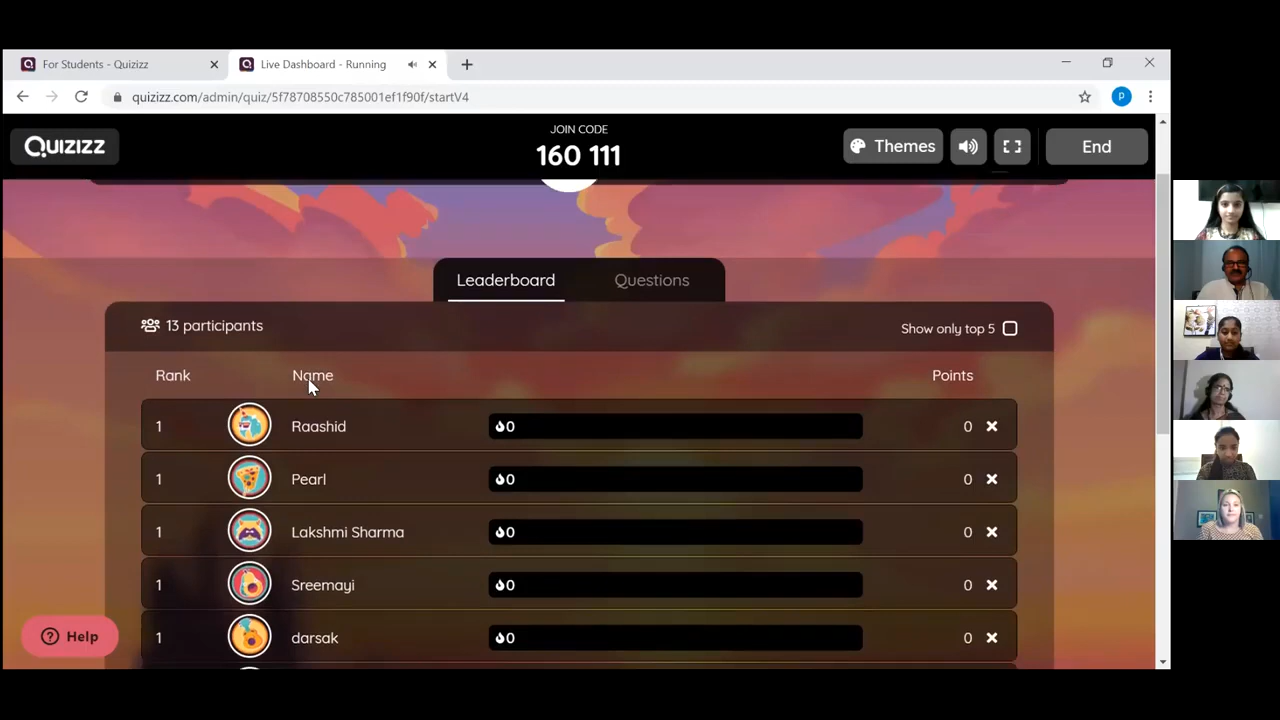 For Students - Quizizz
Live Dashboard - Running
quizizz.com/admin/quiz/5f78708550c785001ef1f90f/startV4
P
QUIZIZZ
JOIN CODE
160 111
Themes
End
Leaderboard
Questions
13 participants
Show only top 5
Rank Name Points
1 Raashid 0 0
1 Pearl 0 0
1 Lakshmi Sharma 0 0
1 Sreemayi 0 0
1 darsak 0 0
? Help